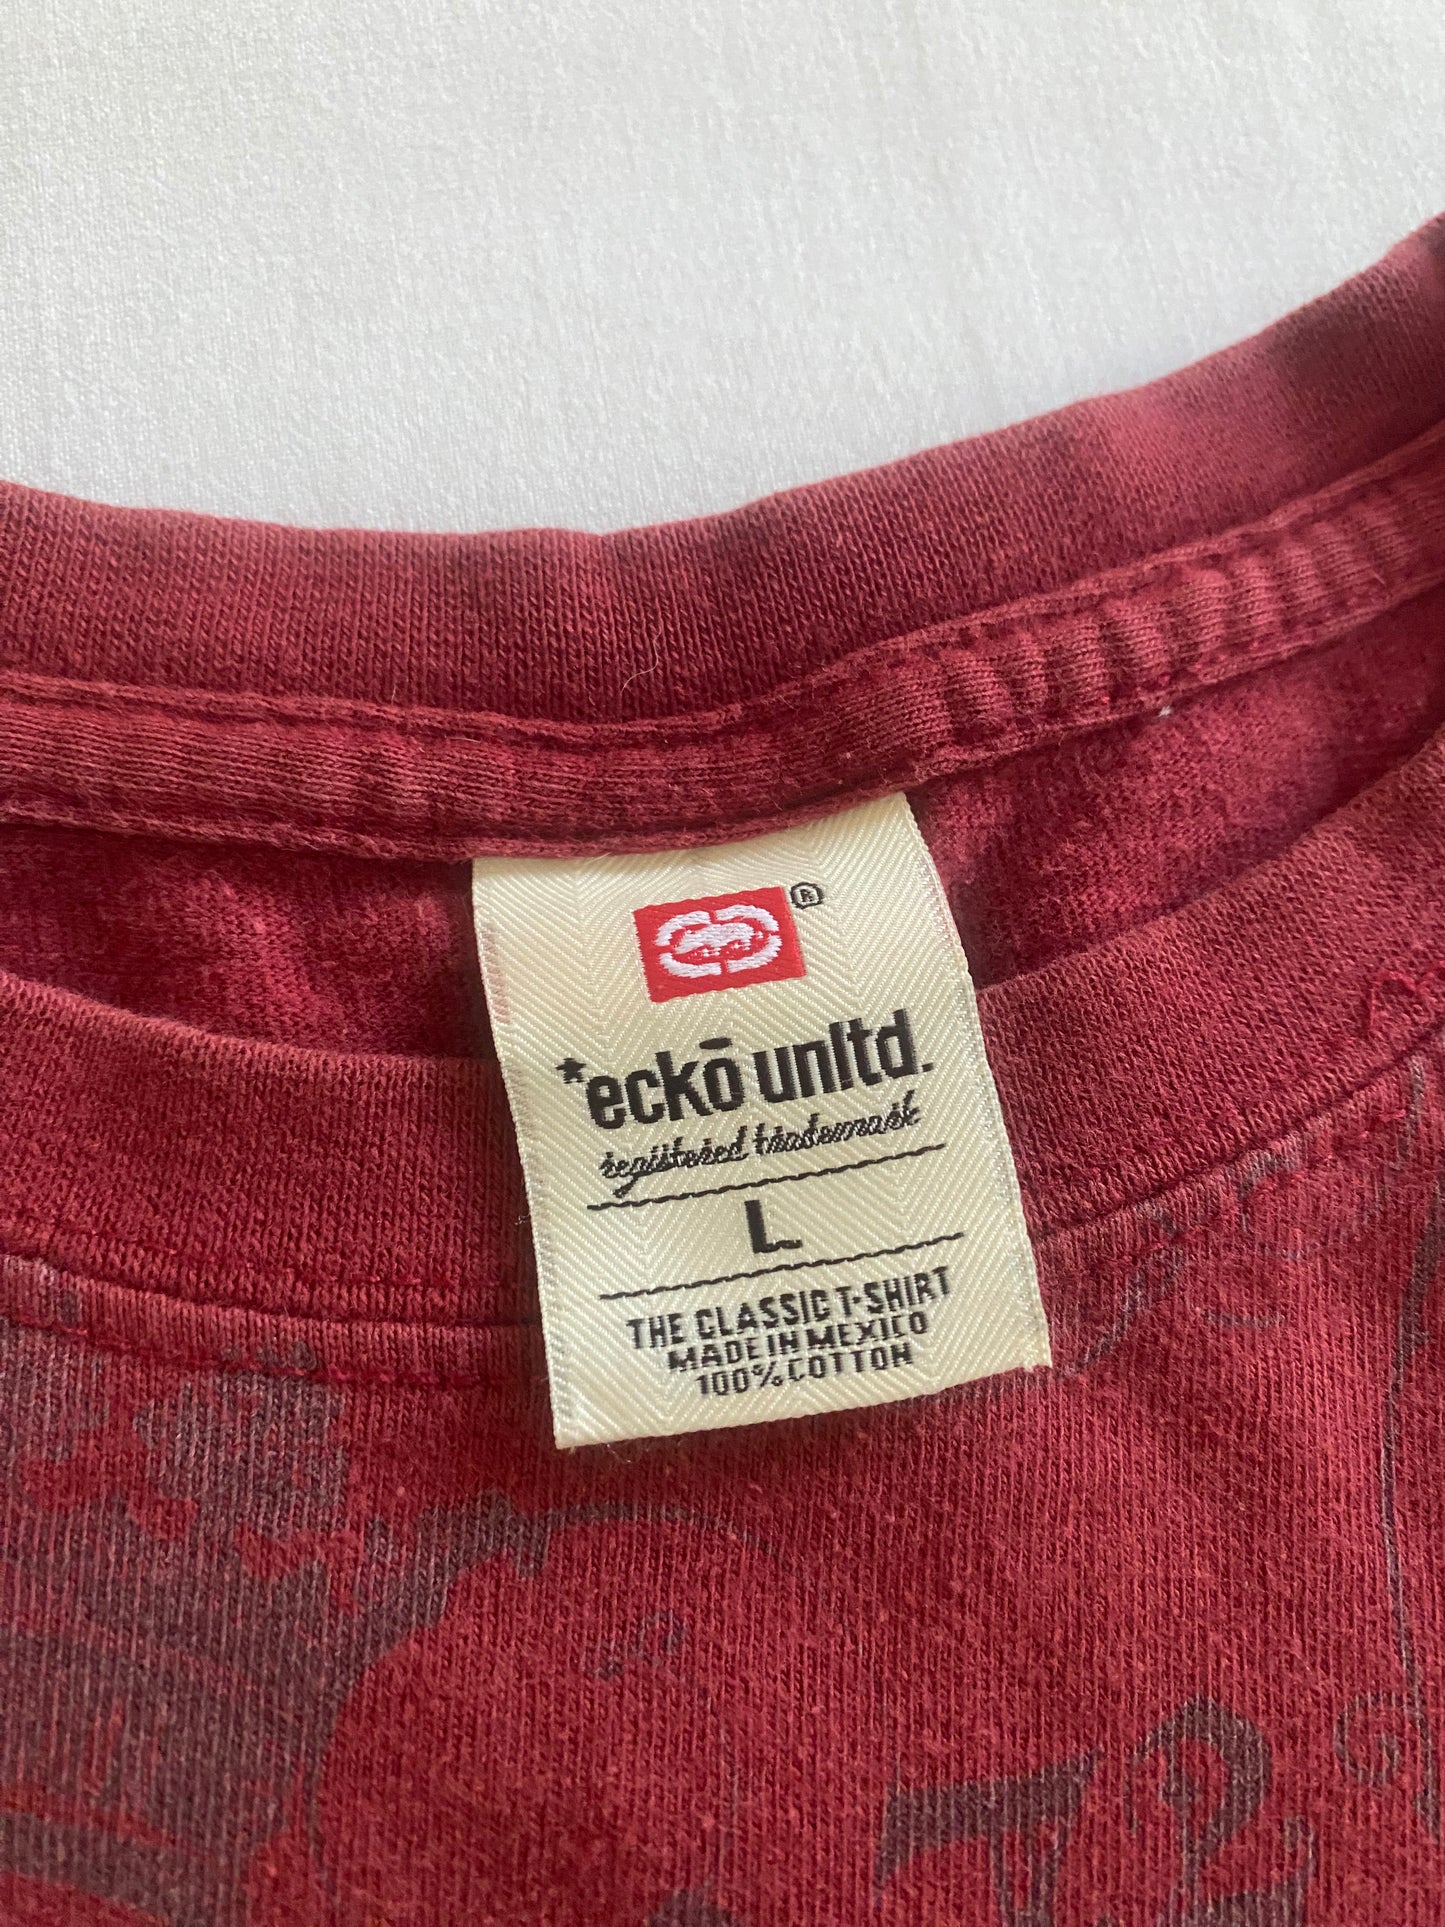 ®
*eckō unltd.
registered trademark
L
THE CLASSIC T-SHIRT
MADE IN MEXICO
100% COTTON